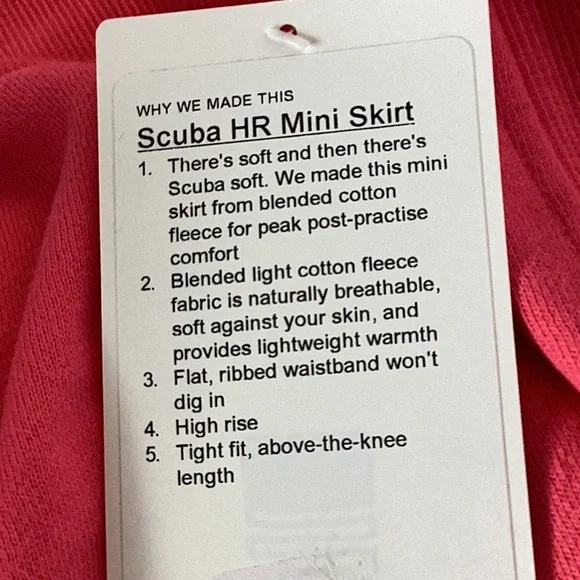 WHY WE MADE THIS
Scuba HR Mini Skirt
1. There's soft and then there's
Scuba soft. We made this mini
skirt from blended cotton
fleece for peak post-practise
comfort
2. Blended light cotton fleece
fabric is naturally breathable,
soft against your skin, and
provides lightweight warmth
3. Flat, ribbed waistband won't
dig in
4. High rise
5. Tight fit, above-the-knee
length